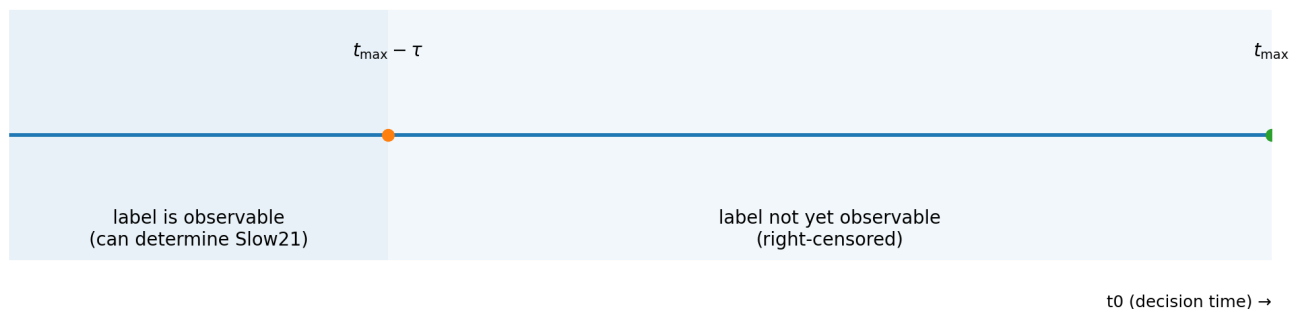 t_max − τ
t_max
label is observable
(can determine Slow21)
label not yet observable
(right-censored)
t0 (decision time) →